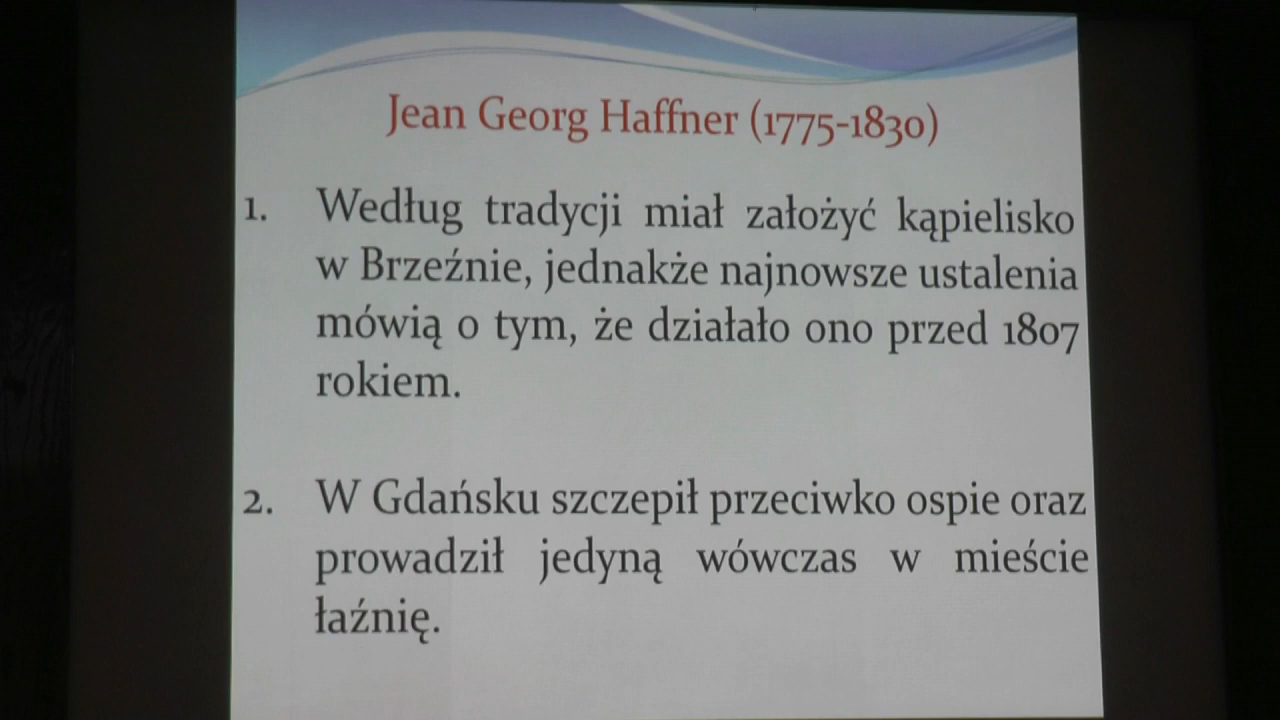 Jean Georg Haffner (1775-1830)
1. Według tradycji miał założyć kąpielisko
w Brzeźnie, jednakże najnowsze ustalenia
mówią o tym, że działało ono przed 1807
rokiem.
2. W Gdańsku szczepił przeciwko ospie oraz
prowadził jedyną wówczas w mieście
łaźnię.